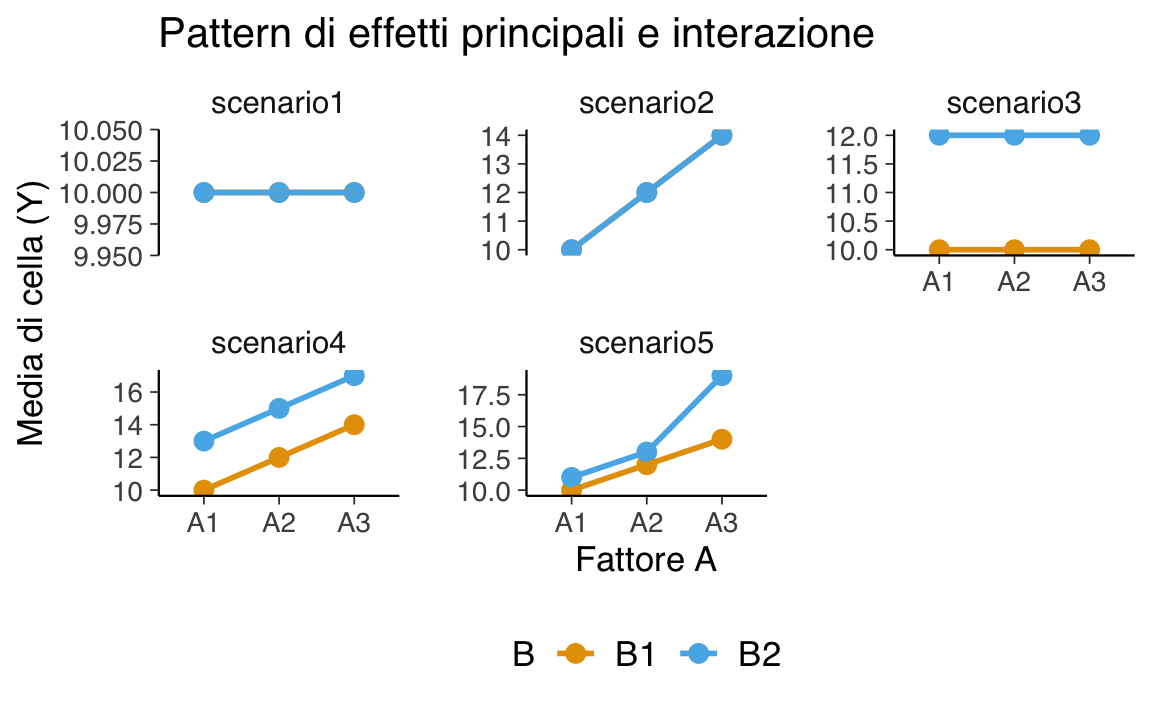 Pattern di effetti principali e interazione
scenario1
scenario2
scenario3
10.050
10.025
10.000
9.975
9.950
14
13
12
11
10
12.0
11.5
11.0
10.5
10.0
A1 A2 A3
Media di cella (Y)
scenario4
scenario5
16
14
12
10
A1 A2 A3
17.5
15.0
12.5
10.0
A1 A2 A3
Fattore A
B B1 B2